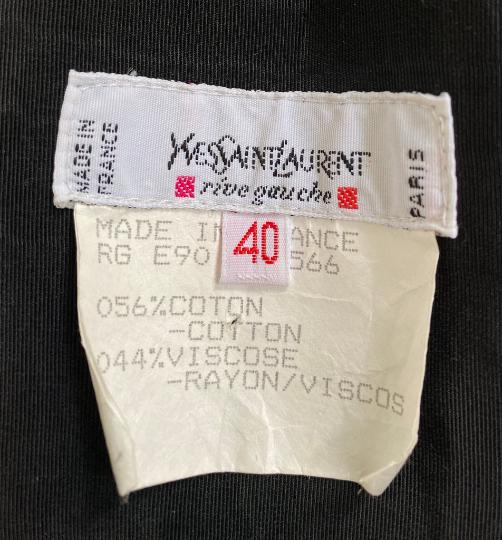 MADE IN
FRANCE
YVESSAINTLAURENT
rive gauche
PARIS
40
MADE IN ANCE
RG E90 566
056%COTON
-COTTON
044%VISCOSE
-RAYON/VISCOS